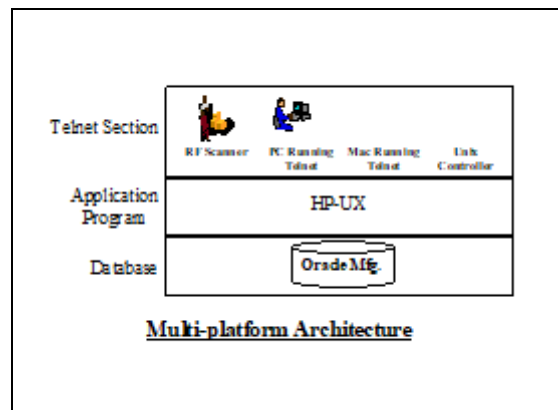 Telnet Section
RF Scanner
PC Running
Telnet
Mac Running
Telnet
Unix
Controller
Application
Program
HP-UX
Database
Oracle Mfg.
Multi-platform Architecture